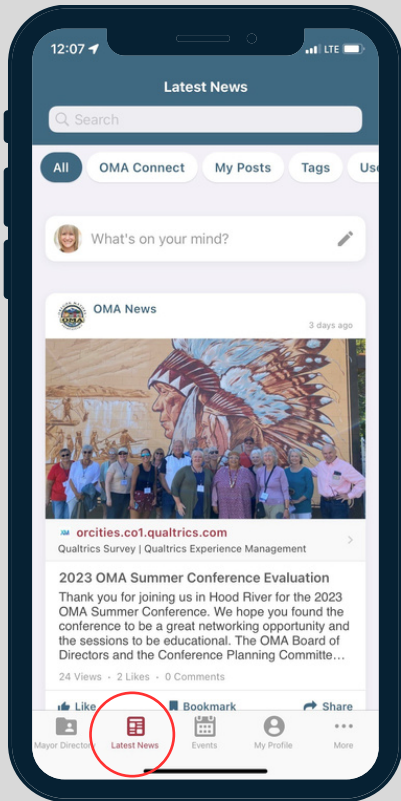 12:07
LTE
Latest News
Search
All OMA Connect My Posts Tags
What's on your mind?
OMA
OMA News
3 days ago
orcities.co1.qualtrics.com
Qualtrics Survey | Qualtrics Experience Management
2023 OMA Summer Conference Evaluation
Thank you for joining us in Hood River for the 2023
OMA Summer Conference. We hope you found the
conference to be a great networking opportunity and
the sessions to be educational. The OMA Board of
Directors and the Conference Planning Committe...
24 Views · 2 Likes · 0 Comments
Like Bookmark Share
Mayor Directory Latest News Events My Profile More